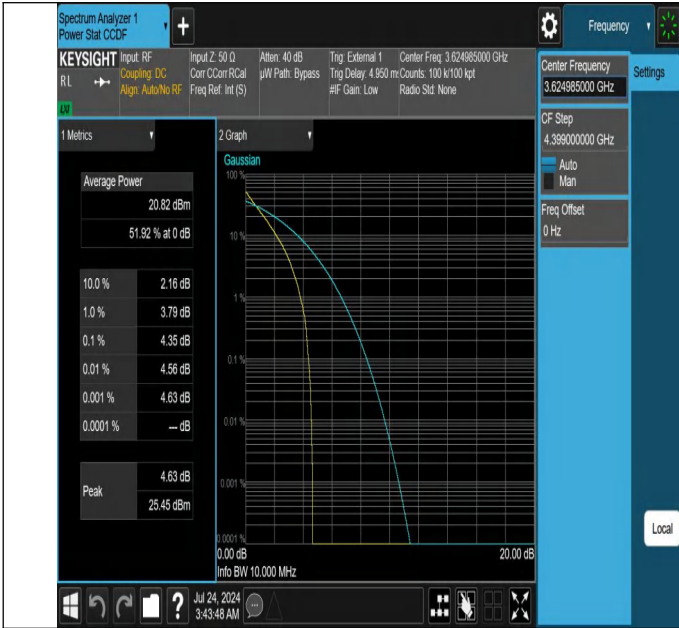 Spectrum Analyzer 1
Power Stat CCDF
+
Frequency
KEYSIGHT
RL
LXI
Input: RF
Coupling: DC
Align: Auto/No RF
Input Z: 50 Ω
Corr CCorr RCal
Freq Ref: Int (S)
Atten: 40 dB
µW Path: Bypass
Trig: External 1
Trig Delay: 4.950 m
#IF Gain: Low
Center Freq: 3.624985000 GHz
Counts: 100 k/100 kpt
Radio Std: None
Center Frequency
3.624985000 GHz
Settings
CF Step
4.399000000 GHz
Auto
Man
Freq Offset
0 Hz
1 Metrics
Average Power
20.82 dBm
51.92 % at 0 dB
10.0 % 2.16 dB
1.0 % 3.79 dB
0.1 % 4.35 dB
0.01 % 4.56 dB
0.001 % 4.63 dB
0.0001 % --- dB
Peak
4.63 dB
25.45 dBm
2 Graph
Gaussian
100 %
10 %
1 %
0.1 %
0.01 %
0.001 %
0.0001 %
0.00 dB 20.00 dB
Info BW 10.000 MHz
Local
?
Jul 24, 2024
3:43:48 AM